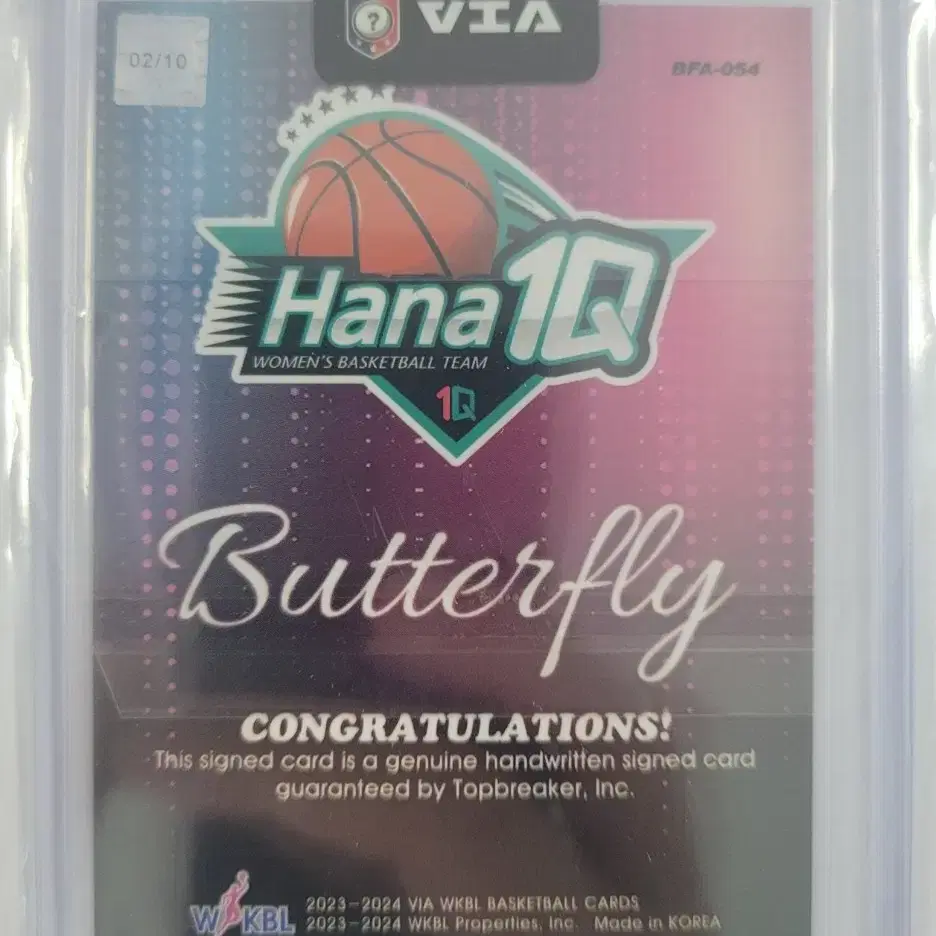 VIA
02/10
BFA-054
Hana 1Q
WOMEN'S BASKETBALL TEAM
1Q
Butterfly
CONGRATULATIONS!
This signed card is a genuine handwritten signed card
guaranteed by Topbreaker, Inc.
WKBL
2023-2024 VIA WKBL BASKETBALL CARDS
2023-2024 WKBL Properties, Inc. Made in KOREA